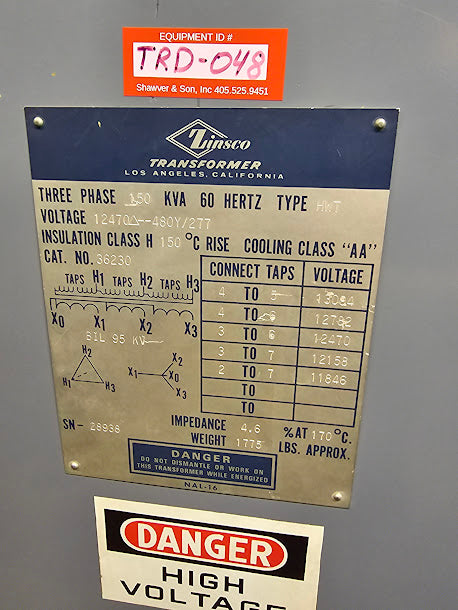 EQUIPMENT ID #
TRD-048
Shawver & Son, Inc 405.525.9451
Zinsco
TRANSFORMER
LOS ANGELES, CALIFORNIA
THREE PHASE 150 KVA 60 HERTZ TYPE HWT
VOLTAGE 12470Δ-480Y/277
INSULATION CLASS H 150 °C RISE COOLING CLASS "AA"
CAT. NO. 36230
TAPS H1 TAPS H2 TAPS H3
X0 X1 X2 X3
BIL 95 KV
H2
H1 H3
X2
X1 X0
X3
CONNECT TAPS VOLTAGE
4 TO 5 13084
4 TO 6 12782
3 TO 6 12470
3 TO 7 12158
2 TO 7 11846
TO
TO
SN- 28938
IMPEDANCE 4.6 % AT 170°C.
WEIGHT 1775 LBS. APPROX.
DANGER
DO NOT DISMANTLE OR WORK ON
THIS TRANSFORMER WHILE ENERGIZED
NAL-16
DANGER
HIGH
VOLTAGE